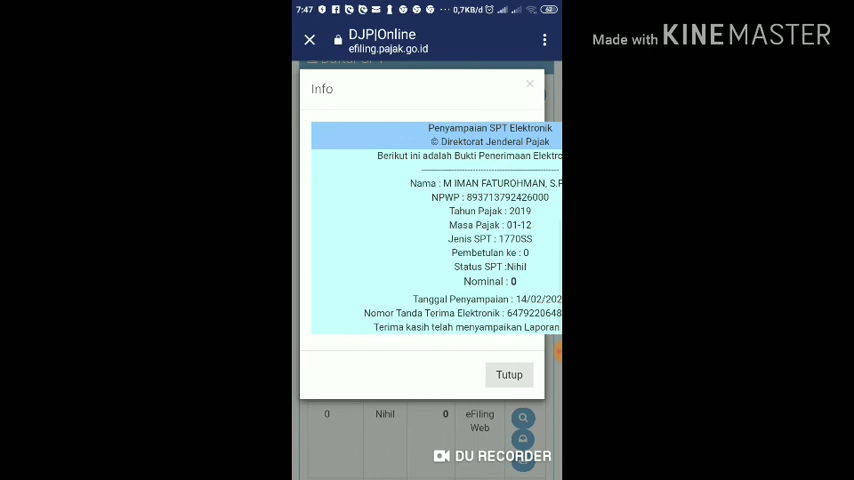 7:47
0,7KB/d
62
DJP|Online
efiling.pajak.go.id
Made with KINEMASTER
Info
×
Penyampaian SPT Elektronik
© Direktorat Jenderal Pajak
Berikut ini adalah Bukti Penerimaan Elektro
Nama : M IMAN FATUROHMAN, S.P
NPWP : 893713792426000
Tahun Pajak : 2019
Masa Pajak : 01-12
Jenis SPT : 1770SS
Pembetulan ke : 0
Status SPT :Nihil
Nominal : 0
Tanggal Penyampaian : 14/02/202
Nomor Tanda Terima Elektronik : 6479220648
Terima kasih telah menyampaikan Laporan
Tutup
0 Nihil 0 eFiling
Web
DU RECORDER